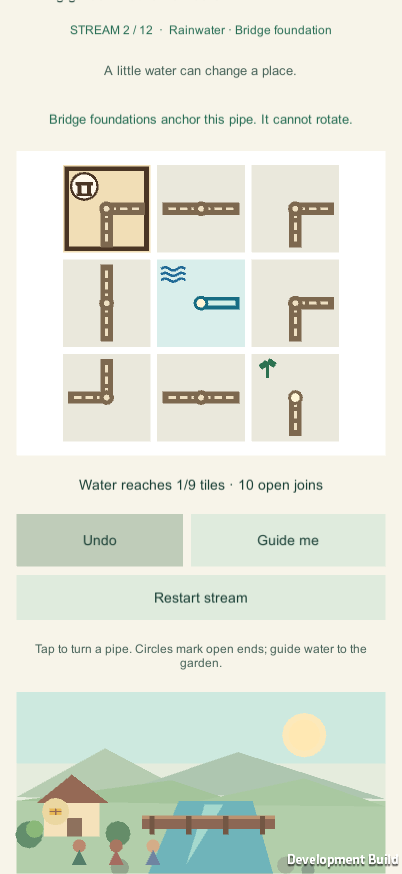 STREAM 2 / 12 · Rainwater · Bridge foundation
A little water can change a place.
Bridge foundations anchor this pipe. It cannot rotate.
Water reaches 1/9 tiles · 10 open joins
Undo
Guide me
Restart stream
Tap to turn a pipe. Circles mark open ends; guide water to the
garden.
Development Build